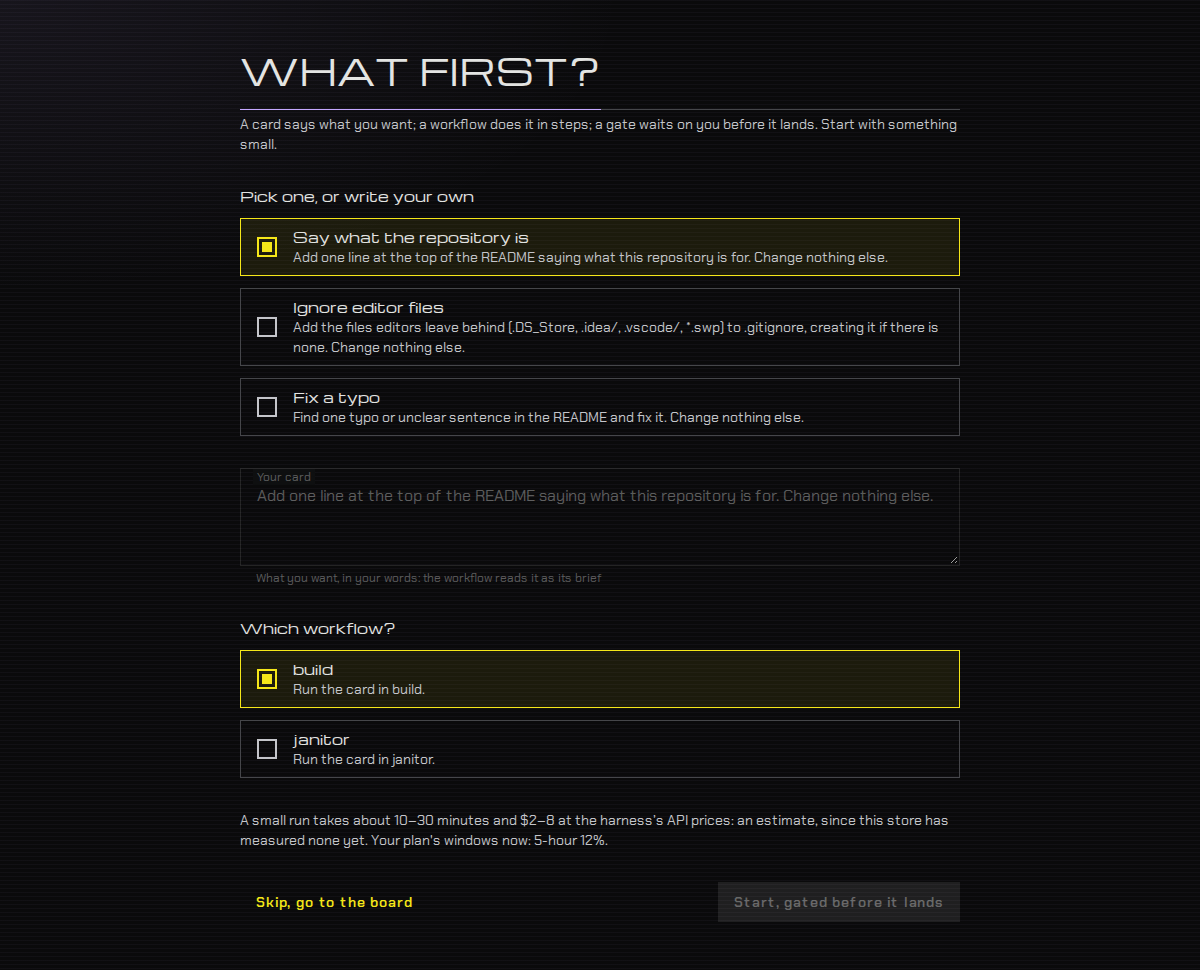 WHAT FIRST?
A card says what you want; a workflow does it in steps; a gate waits on you before it lands. Start with something
small.
Pick one, or write your own
Say what the repository is
Add one line at the top of the README saying what this repository is for. Change nothing else.
Ignore editor files
Add the files editors leave behind (.DS_Store, .idea/, .vscode/, *.swp) to .gitignore, creating it if there is
none. Change nothing else.
Fix a typo
Find one typo or unclear sentence in the README and fix it. Change nothing else.
Your card
Add one line at the top of the README saying what this repository is for. Change nothing else.
What you want, in your words: the workflow reads it as its brief
Which workflow?
build
Run the card in build.
janitor
Run the card in janitor.
A small run takes about 10–30 minutes and $2–8 at the harness's API prices: an estimate, since this store has
measured none yet. Your plan's windows now: 5-hour 12%.
Skip, go to the board
Start, gated before it lands